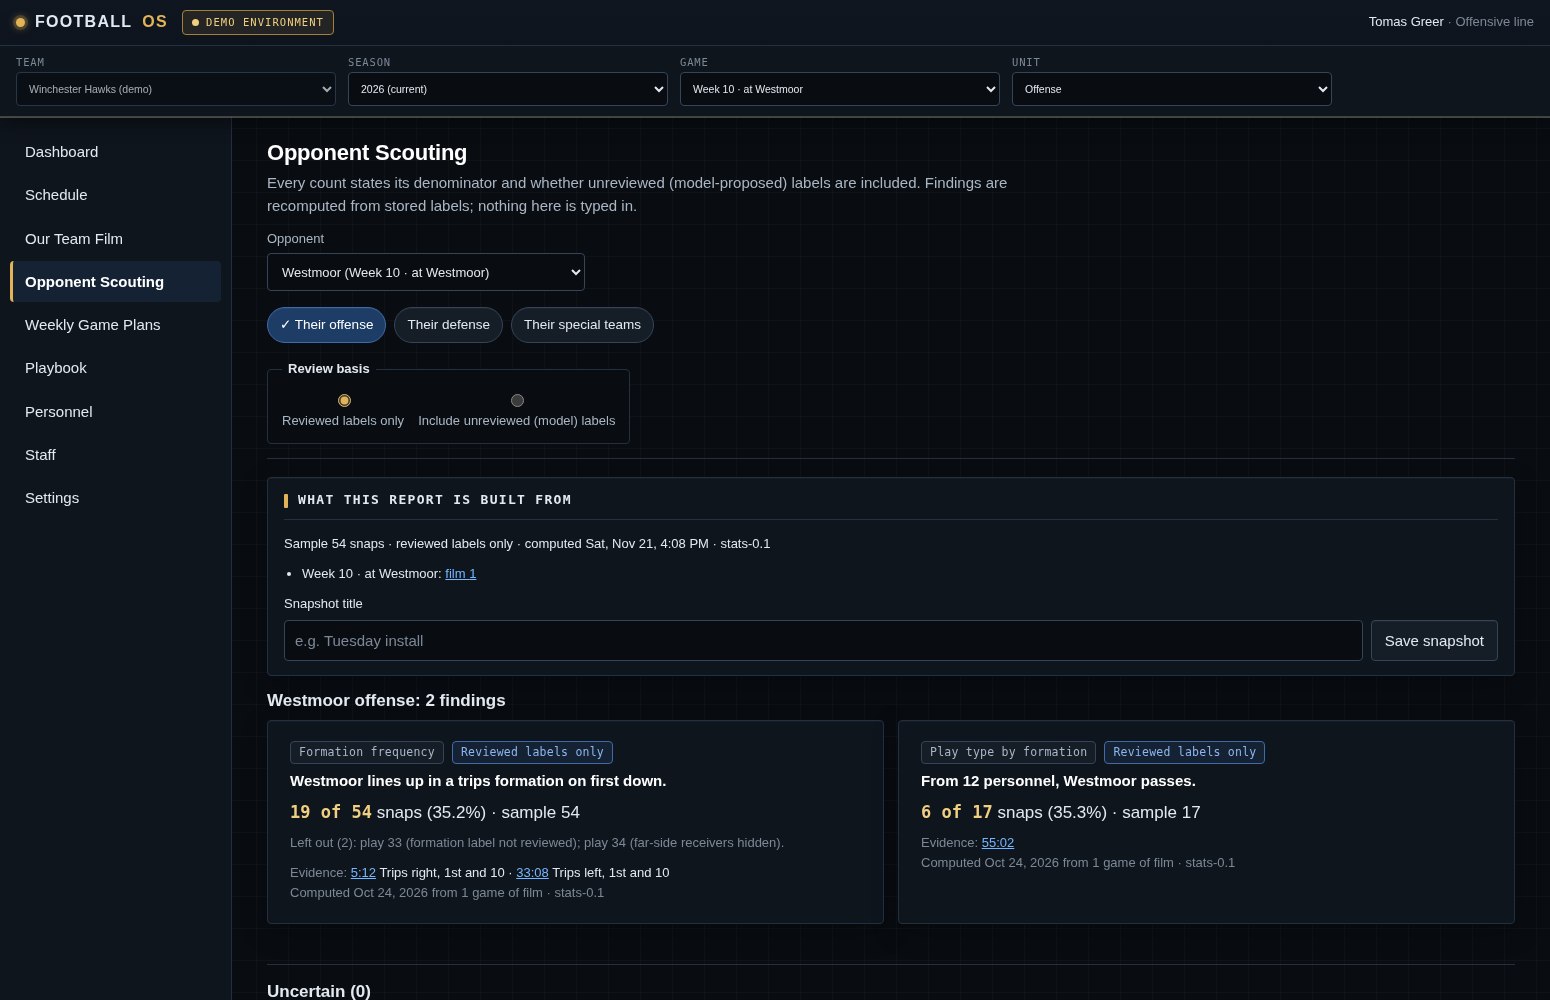 FOOTBALL OS
DEMO ENVIRONMENT
Tomas Greer · Offensive line
TEAM
SEASON
GAME
UNIT
Winchester Hawks (demo)
2026 (current)
Week 10 · at Westmoor
Offense
Dashboard
Schedule
Our Team Film
Opponent Scouting
Weekly Game Plans
Playbook
Personnel
Staff
Settings
Opponent Scouting
Every count states its denominator and whether unreviewed (model-proposed) labels are included. Findings are
recomputed from stored labels; nothing here is typed in.
Opponent
Westmoor (Week 10 · at Westmoor)
✓ Their offense
Their defense
Their special teams
Review basis
Reviewed labels only
Include unreviewed (model) labels
WHAT THIS REPORT IS BUILT FROM
Sample 54 snaps · reviewed labels only · computed Sat, Nov 21, 4:08 PM · stats-0.1
• Week 10 · at Westmoor: film 1
Snapshot title
e.g. Tuesday install
Save snapshot
Westmoor offense: 2 findings
Formation frequency
Reviewed labels only
Westmoor lines up in a trips formation on first down.
19 of 54 snaps (35.2%) · sample 54
Left out (2): play 33 (formation label not reviewed); play 34 (far-side receivers hidden).
Evidence: 5:12 Trips right, 1st and 10 · 33:08 Trips left, 1st and 10
Computed Oct 24, 2026 from 1 game of film · stats-0.1
Play type by formation
Reviewed labels only
From 12 personnel, Westmoor passes.
6 of 17 snaps (35.3%) · sample 17
Evidence: 55:02
Computed Oct 24, 2026 from 1 game of film · stats-0.1
Uncertain (0)